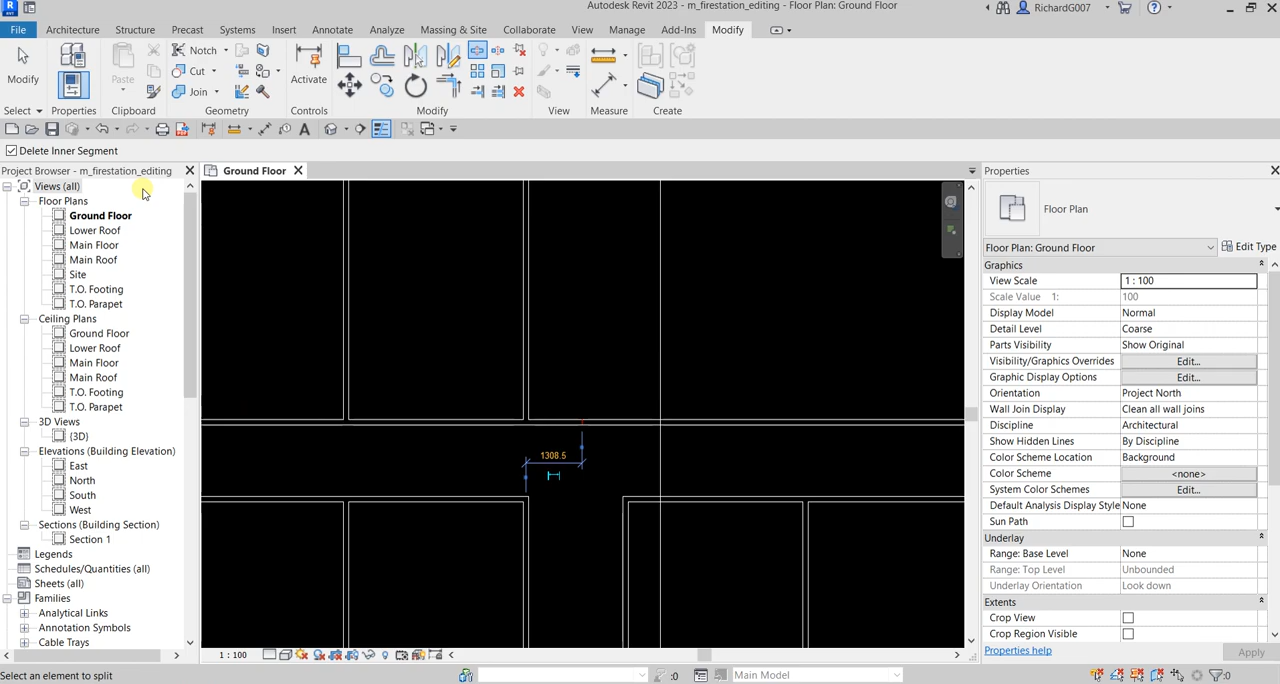 Autodesk Revit 2023 - m_firestation_editing - Floor Plan: Ground Floor
RichardG007
File Architecture Structure Precast Systems Insert Annotate Analyze Massing & Site Collaborate View Manage Add-Ins Modify
Modify Paste Notch Cut Join Activate
Select Properties Clipboard Geometry Controls Modify View Measure Create
Delete Inner Segment
Project Browser - m_firestation_editing
Ground Floor
Properties
Views (all)
Floor Plans
Ground Floor
Lower Roof
Main Floor
Main Roof
Site
T.O. Footing
T.O. Parapet
Ceiling Plans
Ground Floor
Lower Roof
Main Floor
Main Roof
T.O. Footing
T.O. Parapet
3D Views
{3D}
Elevations (Building Elevation)
East
North
South
West
Sections (Building Section)
Section 1
Legends
Schedules/Quantities (all)
Sheets (all)
Families
Analytical Links
Annotation Symbols
Cable Trays
1308.5
Floor Plan
Floor Plan: Ground Floor Edit Type
Graphics
View Scale 1 : 100
Scale Value 1: 100
Display Model Normal
Detail Level Coarse
Parts Visibility Show Original
Visibility/Graphics Overrides Edit...
Graphic Display Options Edit...
Orientation Project North
Wall Join Display Clean all wall joins
Discipline Architectural
Show Hidden Lines By Discipline
Color Scheme Location Background
Color Scheme <none>
System Color Schemes Edit...
Default Analysis Display Style None
Sun Path
Underlay
Range: Base Level None
Range: Top Level Unbounded
Underlay Orientation Look down
Extents
Crop View
Crop Region Visible
Properties help Apply
1 : 100
Select an element to split
:0
Main Model
:0